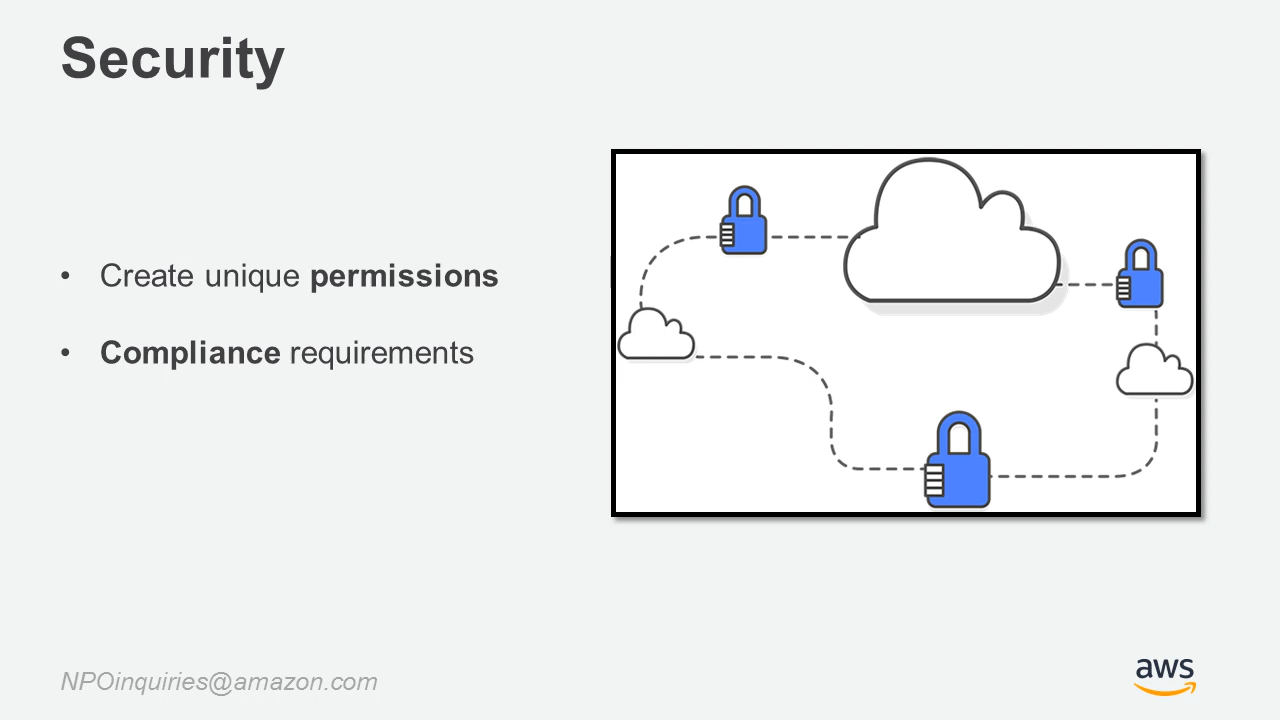 Security
• Create unique permissions
• Compliance requirements
NPOinquiries@amazon.com
aws